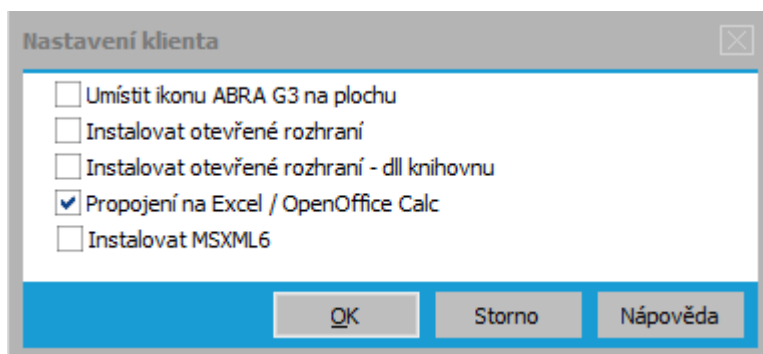 Nastavení klienta
Umístit ikonu ABRA G3 na plochu
Instalovat otevřené rozhraní
Instalovat otevřené rozhraní - dll knihovnu
Propojení na Excel / OpenOffice Calc
Instalovat MSXML6
OK Storno Nápověda